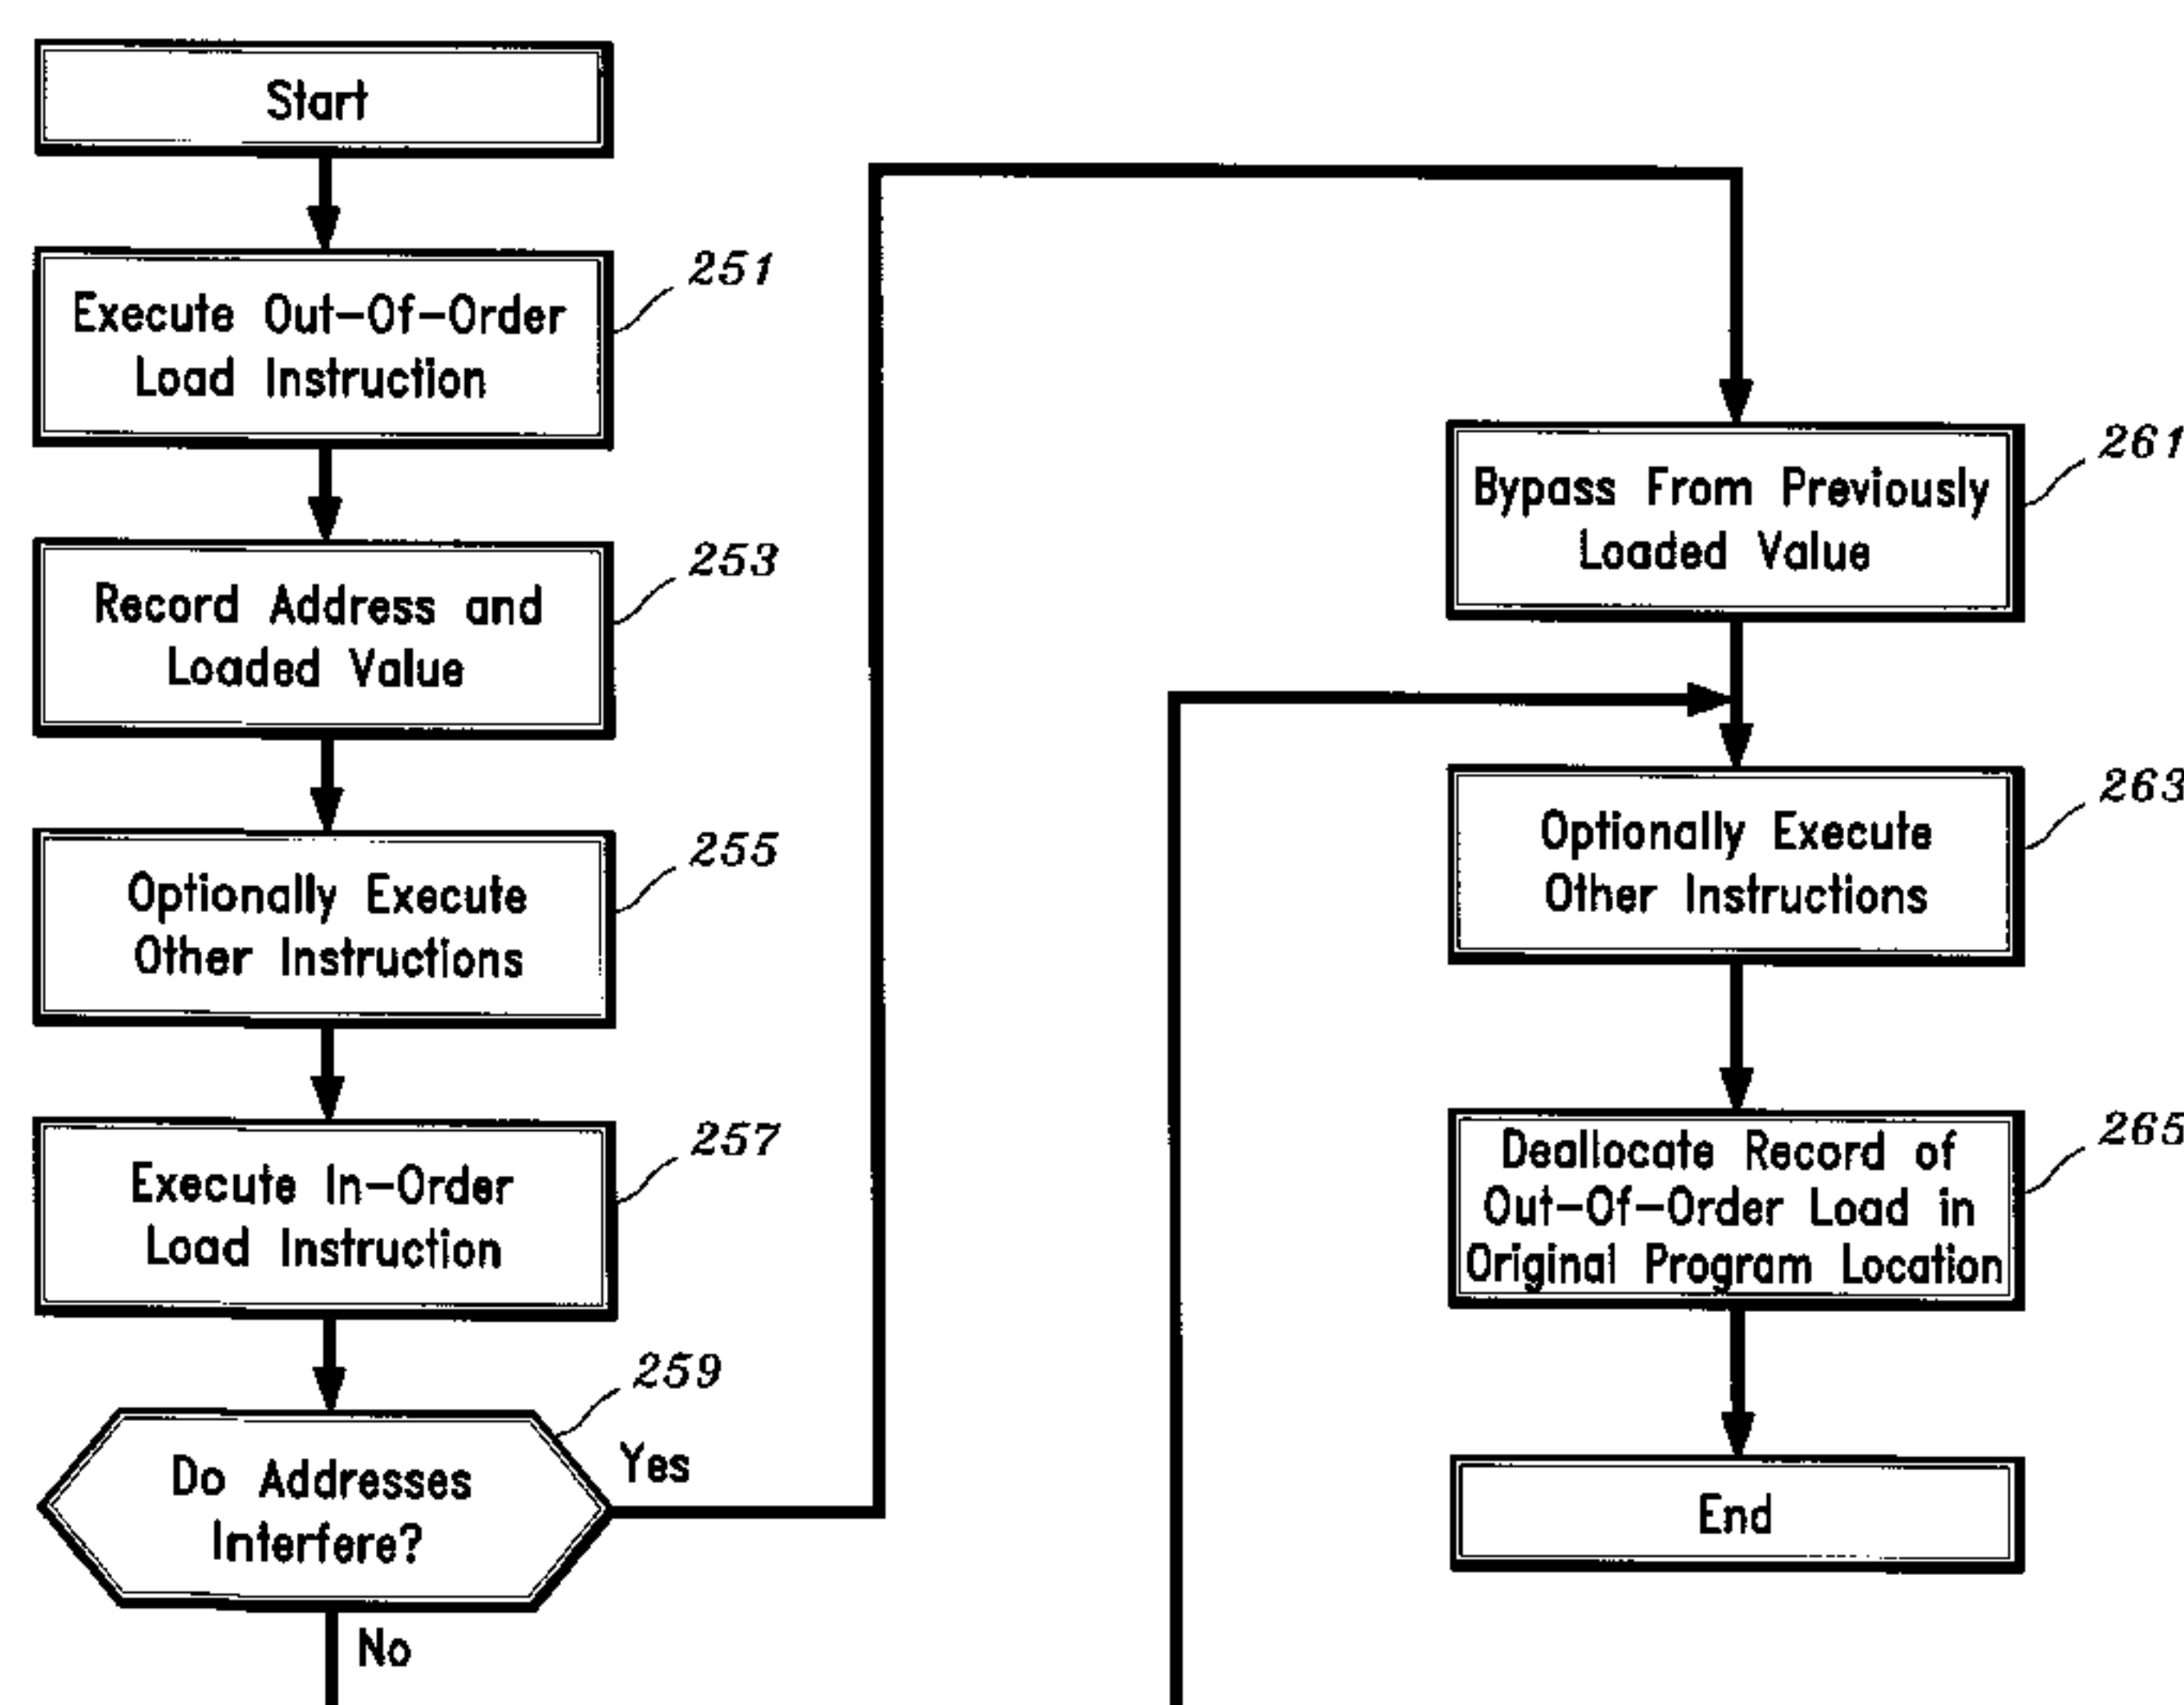 Start
251
Execute Out-Of-Order
Load Instruction
253
Record Address and
Loaded Value
255
Optionally Execute
Other Instructions
257
Execute In-Order
Load Instruction
259
Do Addresses
Interfere?
Yes
No
261
Bypass From Previously
Loaded Value
263
Optionally Execute
Other Instructions
265
Deallocate Record of
Out-Of-Order Load in
Original Program Location
End